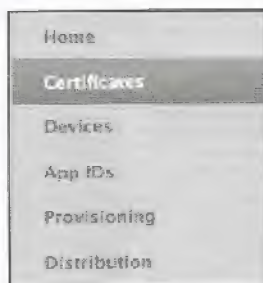 Home
Certificates
Devices
App IDs
Provisioning
Distribution